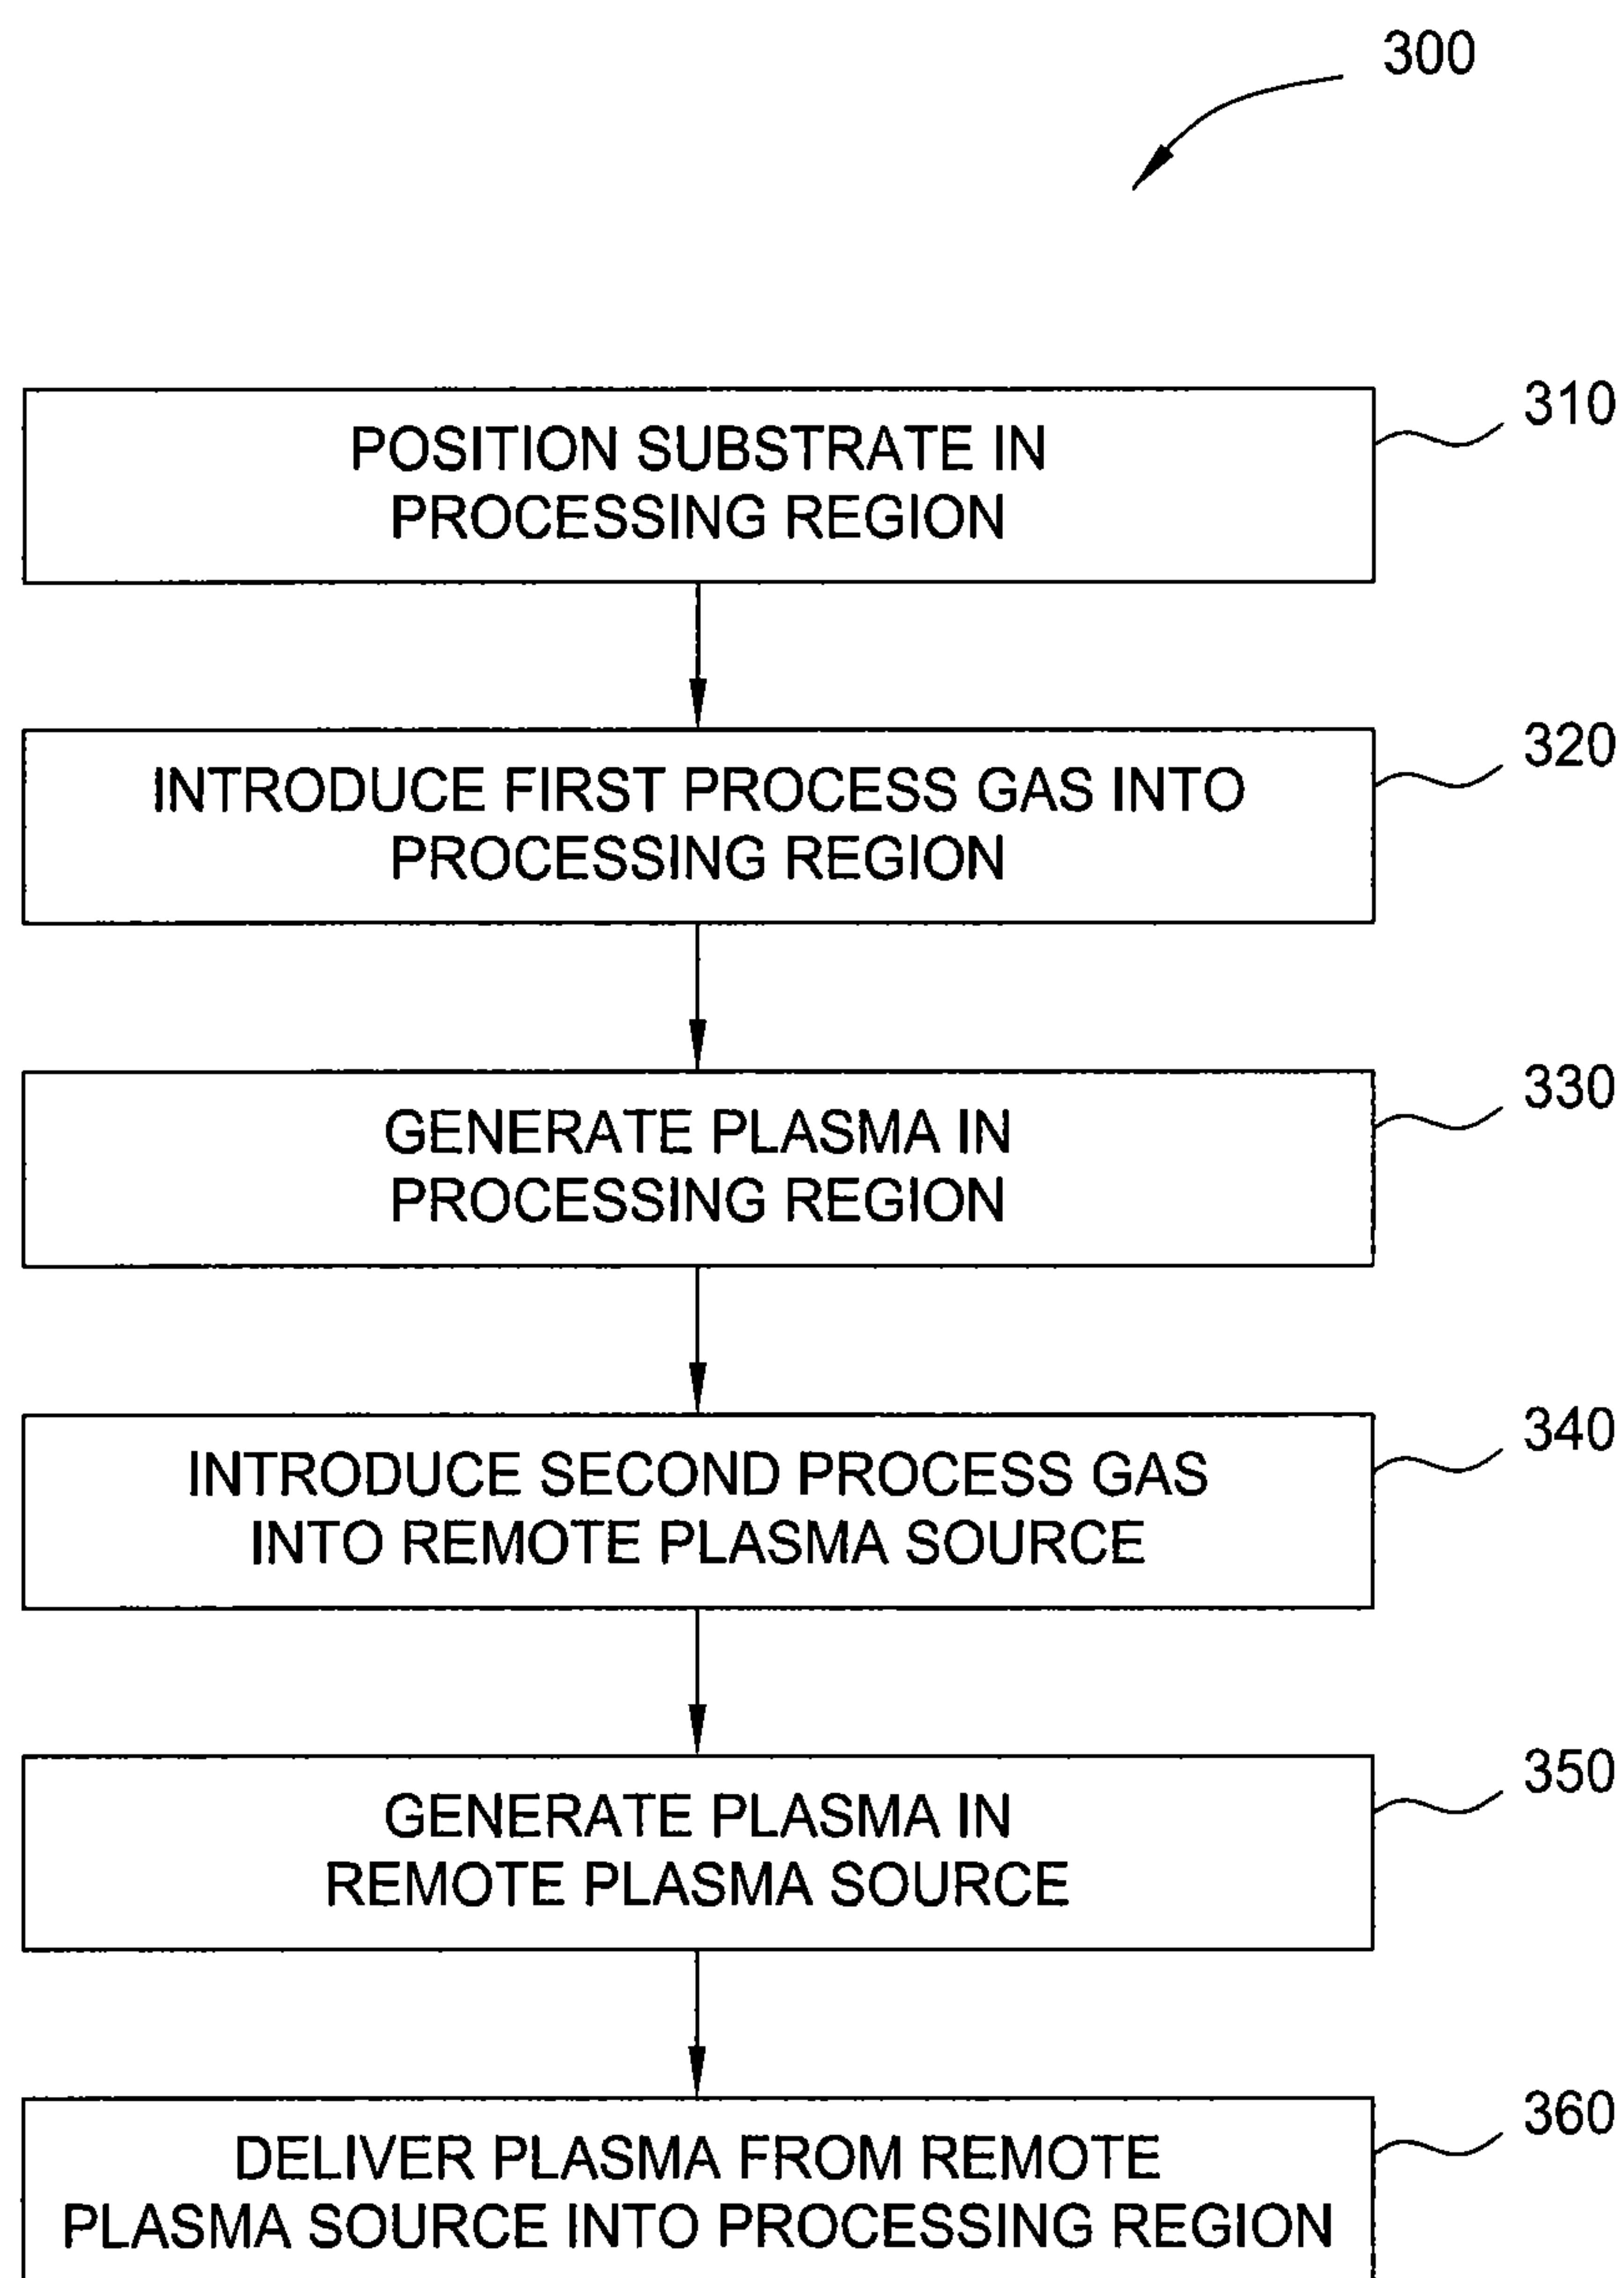 300
310
POSITION SUBSTRATE IN
PROCESSING REGION
320
INTRODUCE FIRST PROCESS GAS INTO
PROCESSING REGION
330
GENERATE PLASMA IN
PROCESSING REGION
340
INTRODUCE SECOND PROCESS GAS
INTO REMOTE PLASMA SOURCE
350
GENERATE PLASMA IN
REMOTE PLASMA SOURCE
360
DELIVER PLASMA FROM REMOTE
PLASMA SOURCE INTO PROCESSING REGION